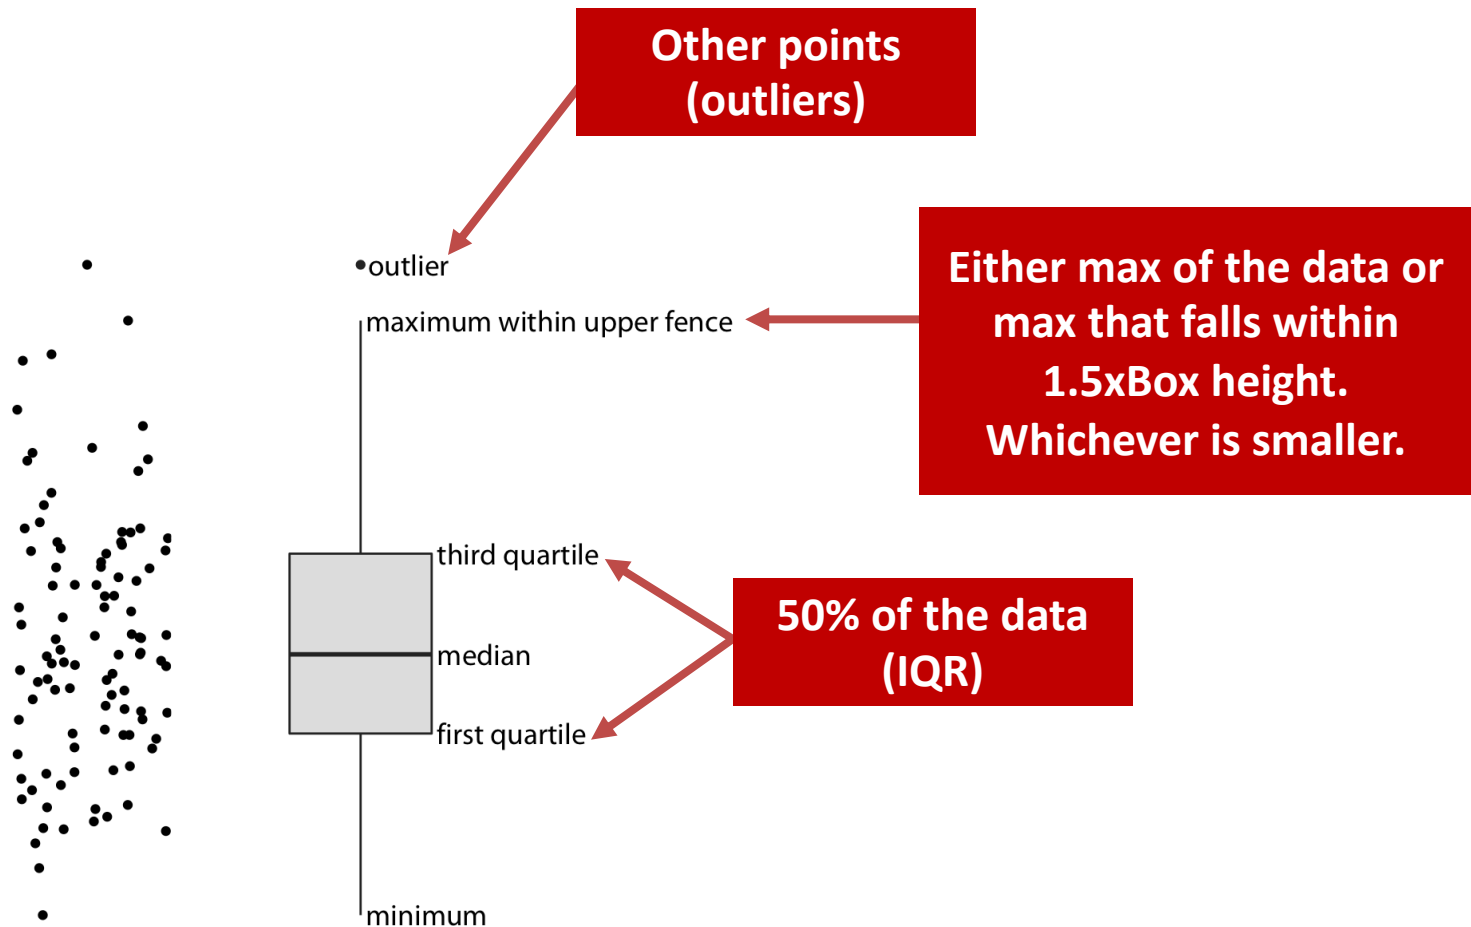 Other points
(outliers)
outlier
maximum within upper fence
Either max of the data or
max that falls within
1.5xBox height.
Whichever is smaller.
third quartile
median
first quartile
50% of the data
(IQR)
minimum